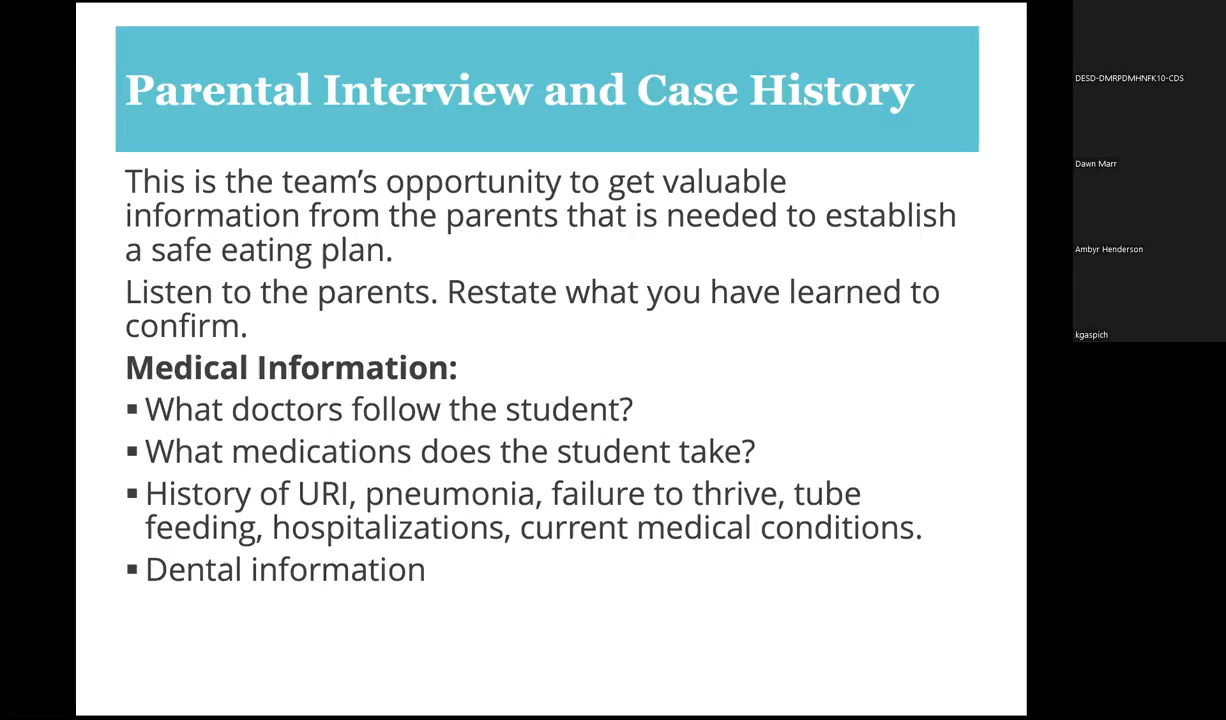 Parental Interview and Case History
This is the team's opportunity to get valuable
information from the parents that is needed to establish
a safe eating plan.
Listen to the parents. Restate what you have learned to
confirm.
Medical Information:
▪ What doctors follow the student?
▪ What medications does the student take?
▪ History of URI, pneumonia, failure to thrive, tube
feeding, hospitalizations, current medical conditions.
▪ Dental information
DESD-DMRPDMHNFK10-CDS
Dawn Marr
Ambyr Henderson
kgaspich